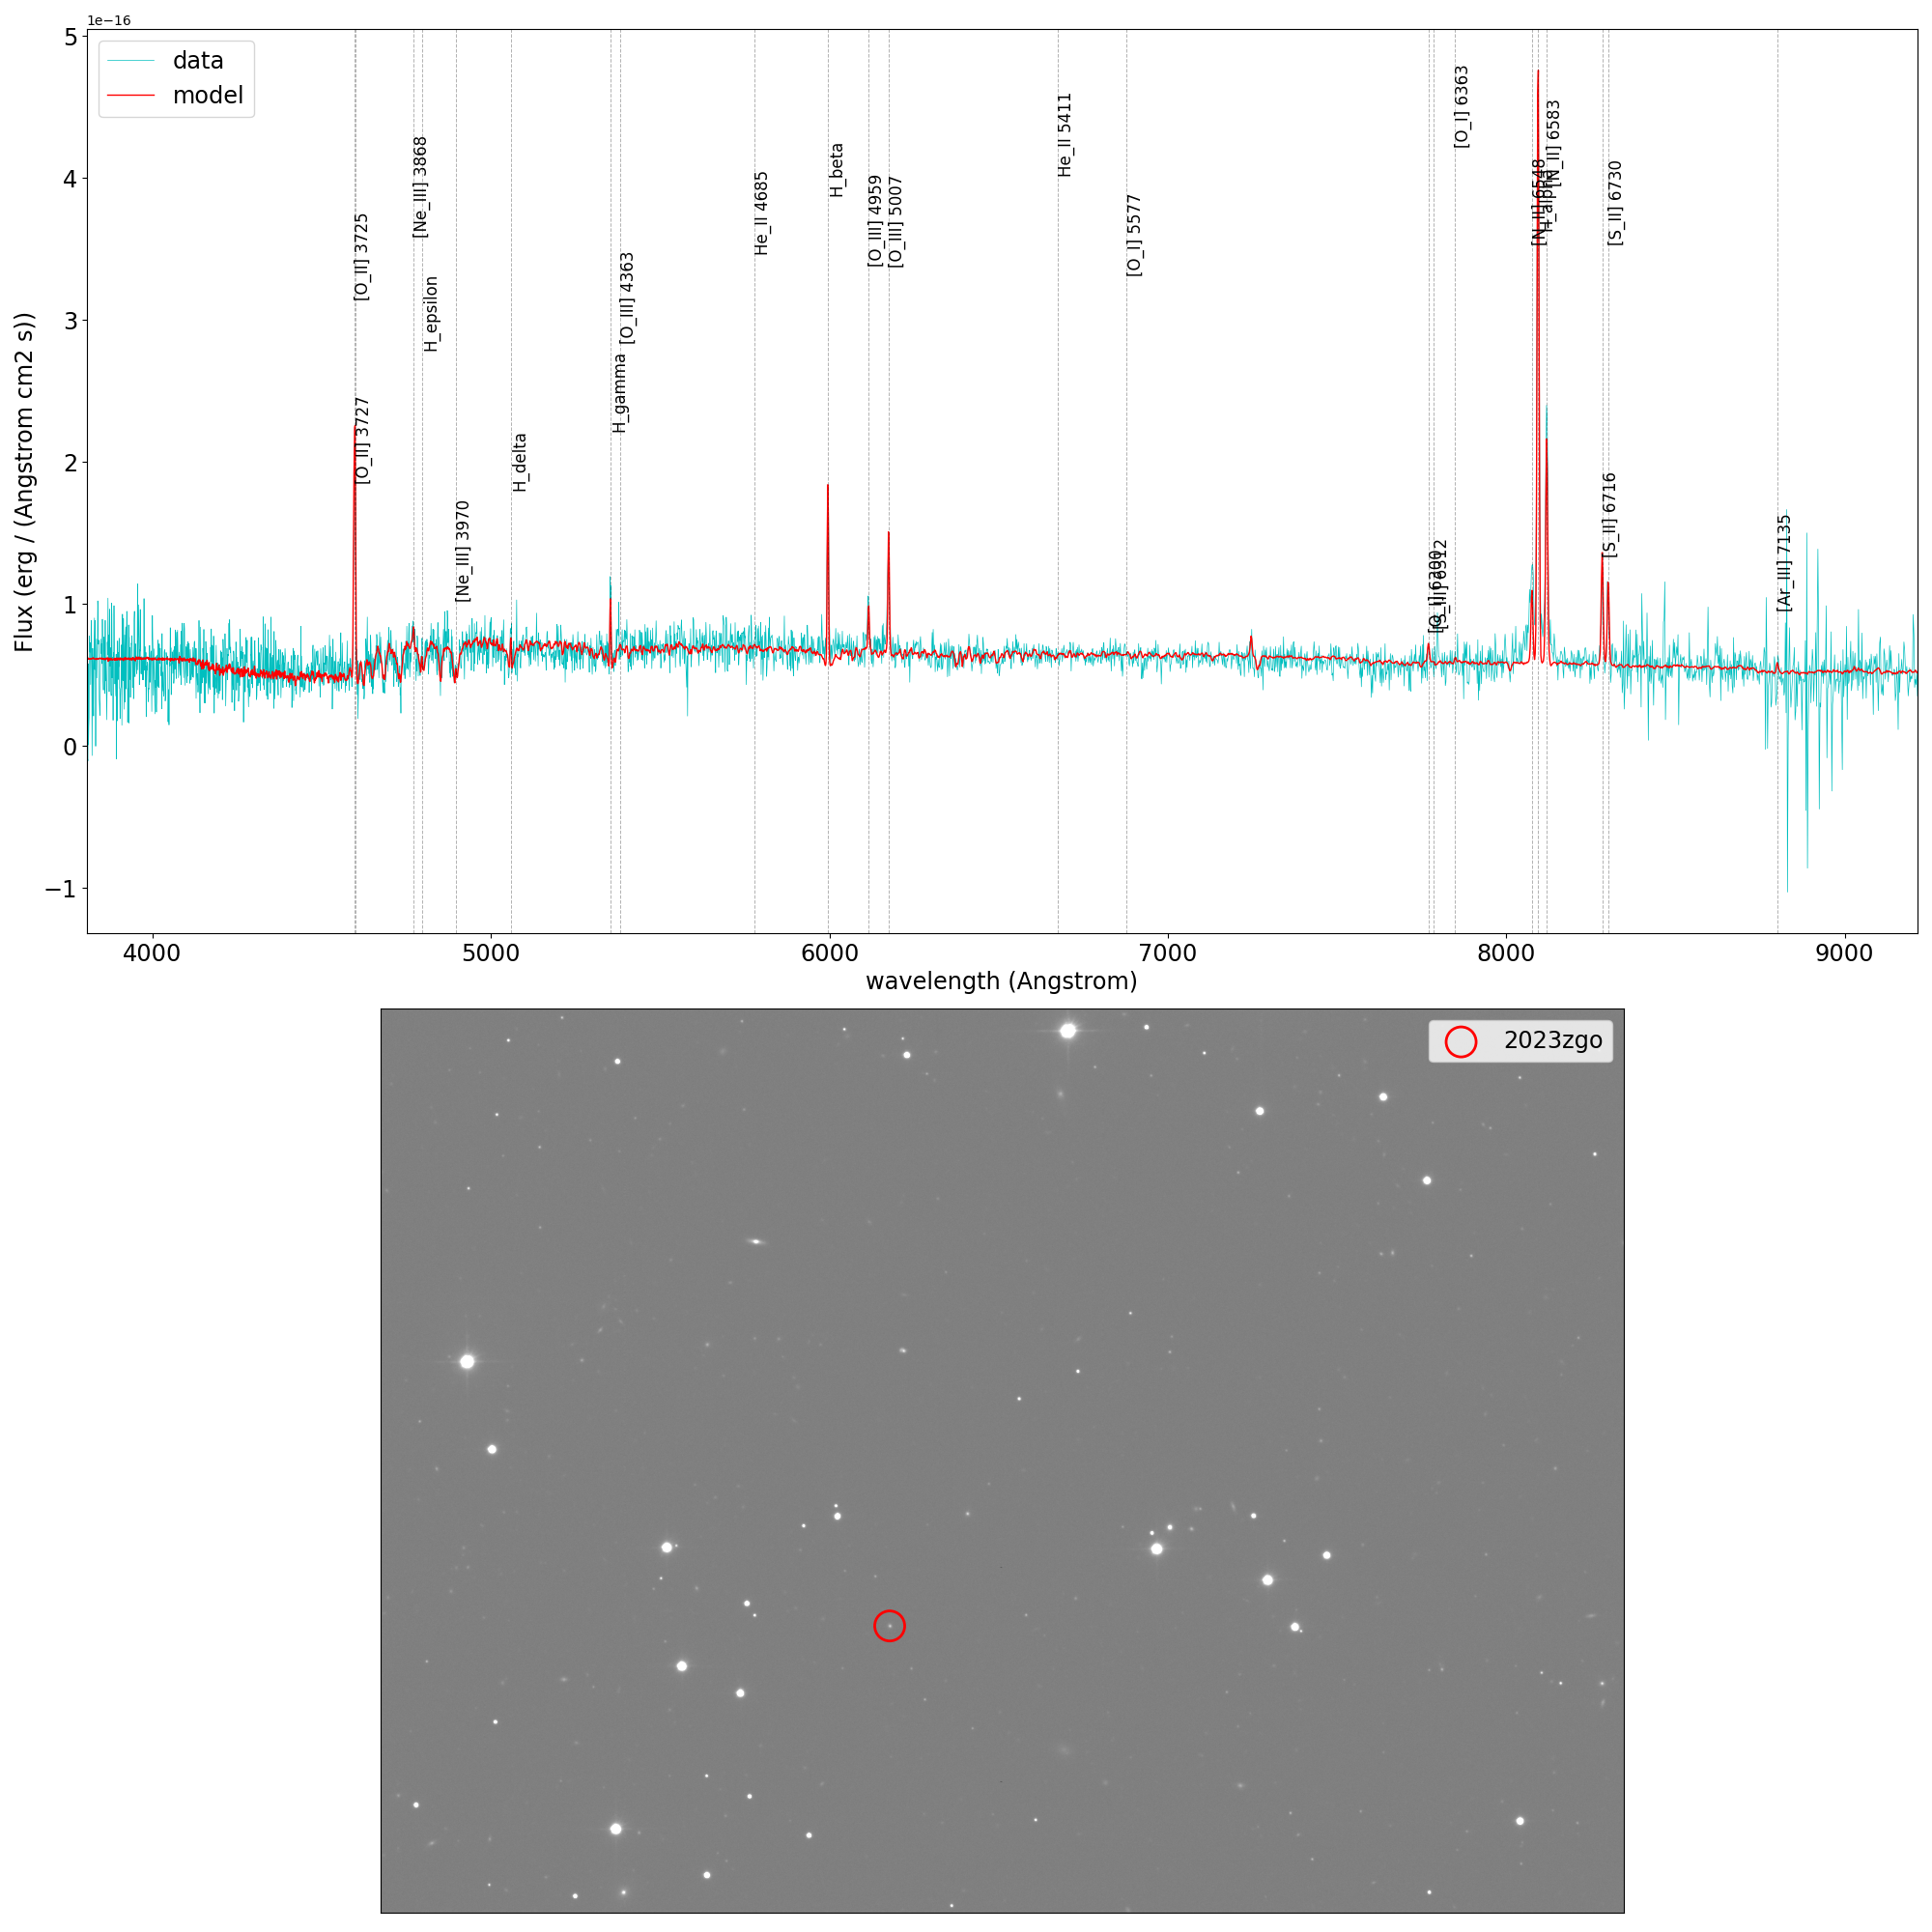 1e−16
data
model
5
4
3
2
1
0
−1
Flux (erg / (Angstrom cm2 s))
[O_II] 3725
[O_II] 3727
[Ne_III] 3868
H_epsilon
[Ne_III] 3970
H_delta
H_gamma
[O_III] 4363
He_II 4685
H_beta
[O_III] 4959
[O_III] 5007
He_II 5411
[O_I] 5577
[O_I] 6300
[S_III] 6312
[O_I] 6363
[N_II] 6548
H_alpha
[N_II] 6583
[S_II] 6716
[S_II] 6730
[Ar_III] 7135
4000 5000 6000 7000 8000 9000
wavelength (Angstrom)
2023zgo